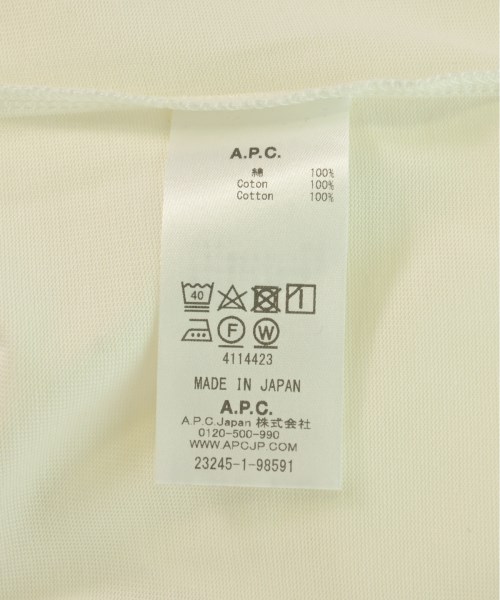 A.P.C.
綿 100%
Coton 100%
Cotton 100%
40
F W
4114423
MADE IN JAPAN
A.P.C.
A.P.C.Japan 株式会社
0120-500-990
WWW.APCJP.COM
23245-1-98591